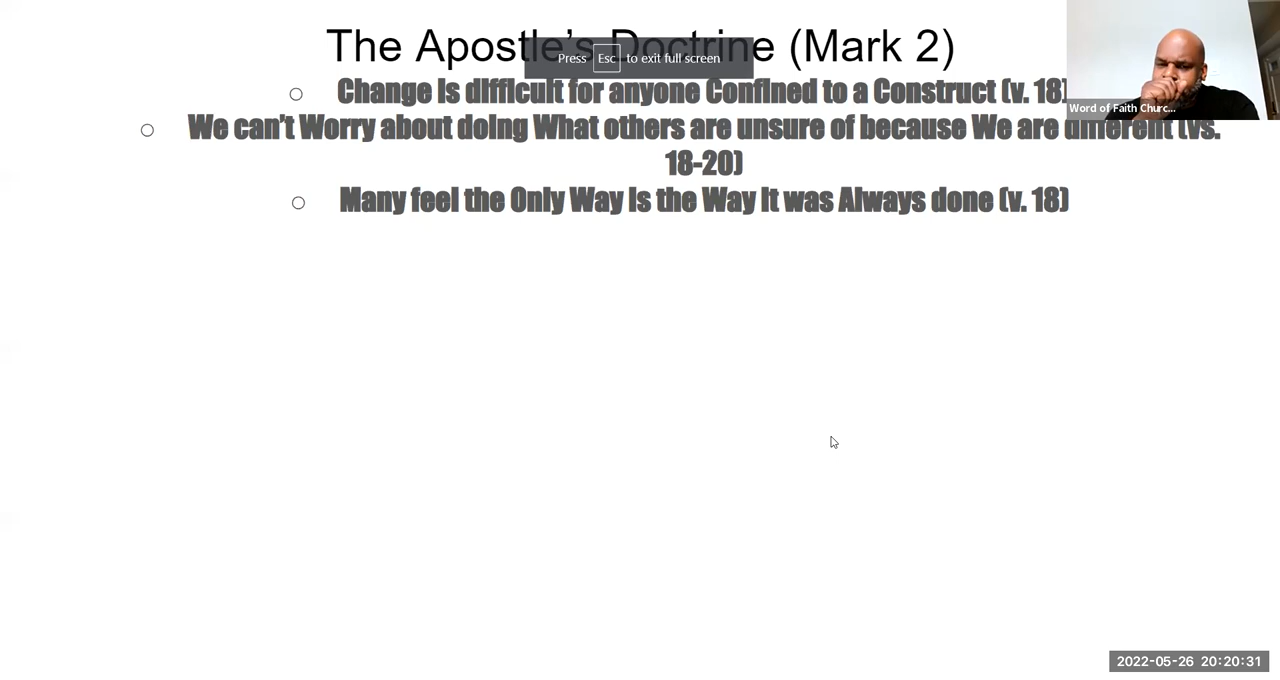 The Apostle's Doctrine (Mark 2)
Press Esc to exit full screen
Change is difficult for anyone Confined to a Construct (v. 18)
Word of Faith Churc...
We can't Worry about doing What others are unsure of because We are different (vs.
18-20)
Many feel the Only Way is the Way it was Always done (v. 18)
2022-05-26 20:20:31